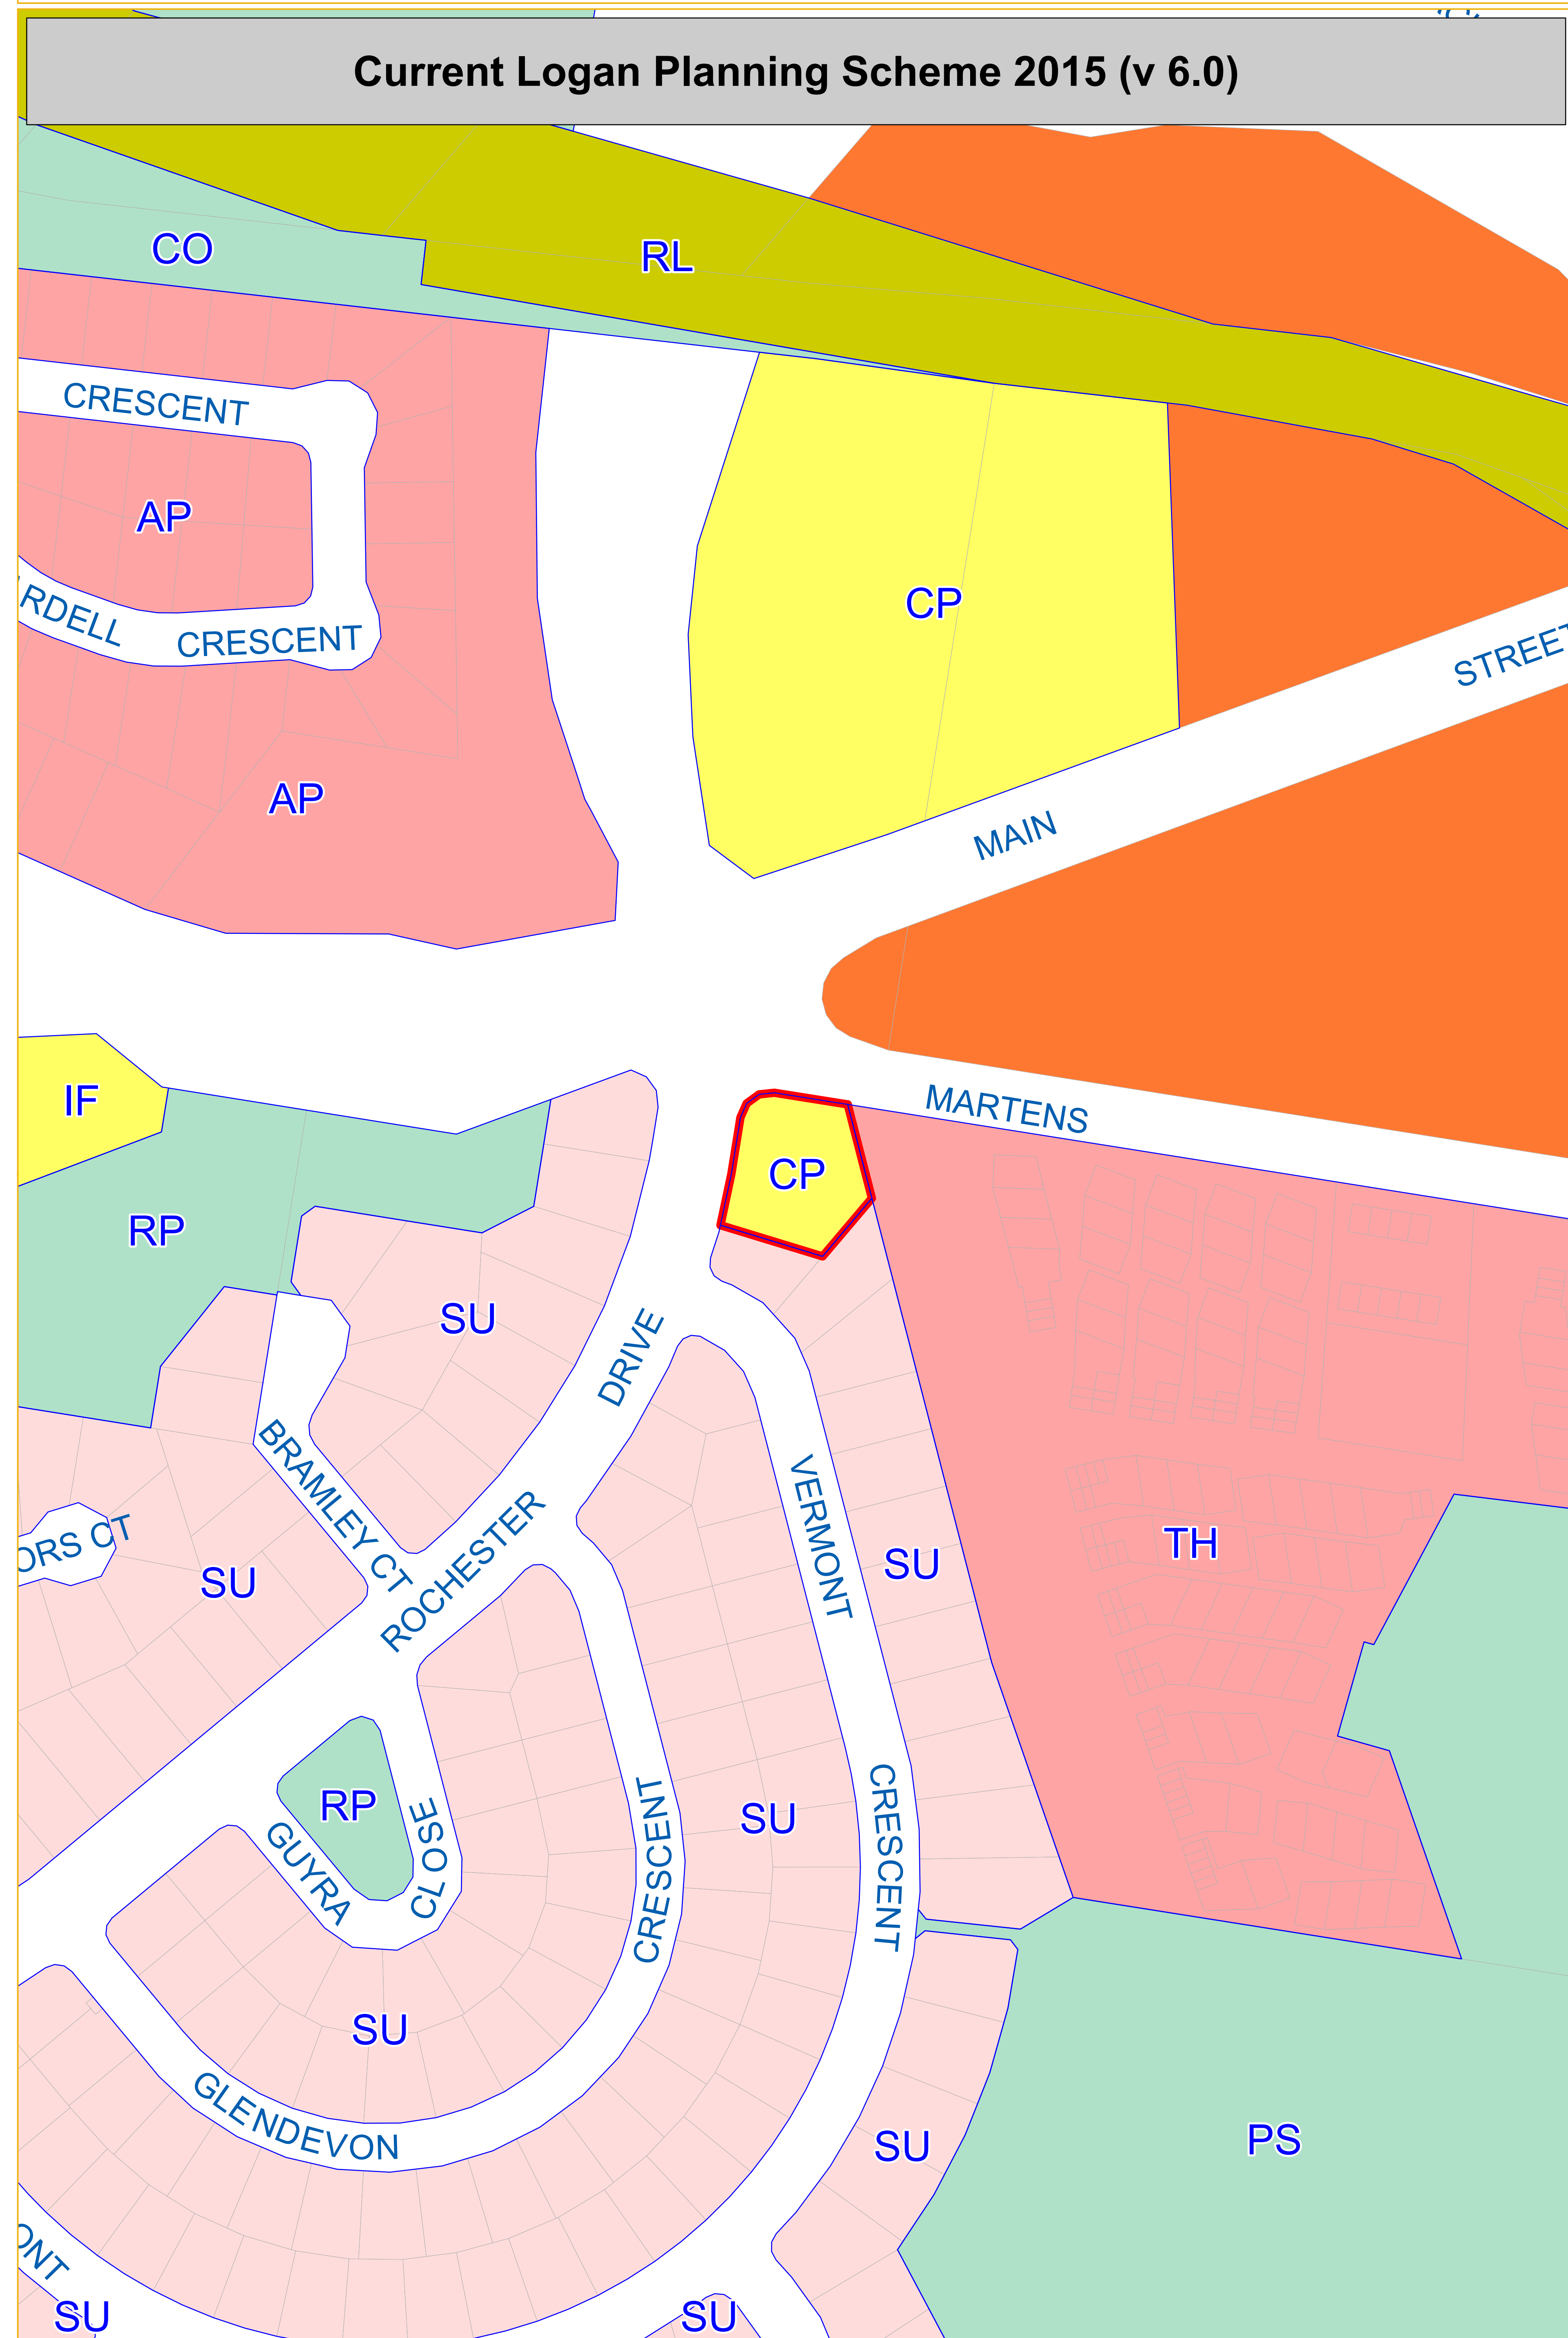 Current Logan Planning Scheme 2015 (v 6.0)
CO
RL
CRESCENT
AP
CP
RDELL CRESCENT
STREET
AP
MAIN
IF
MARTENS
CP
RP
SU
DRIVE
BRAMLEY CT
VERMONT
ORS CT
ROCHESTER
TH
SU
SU
RP
GUYRA
CLOSE
CRESCENT
SU
CRESCENT
SU
GLENDEVON
SU
PS
ONT
SU
SU